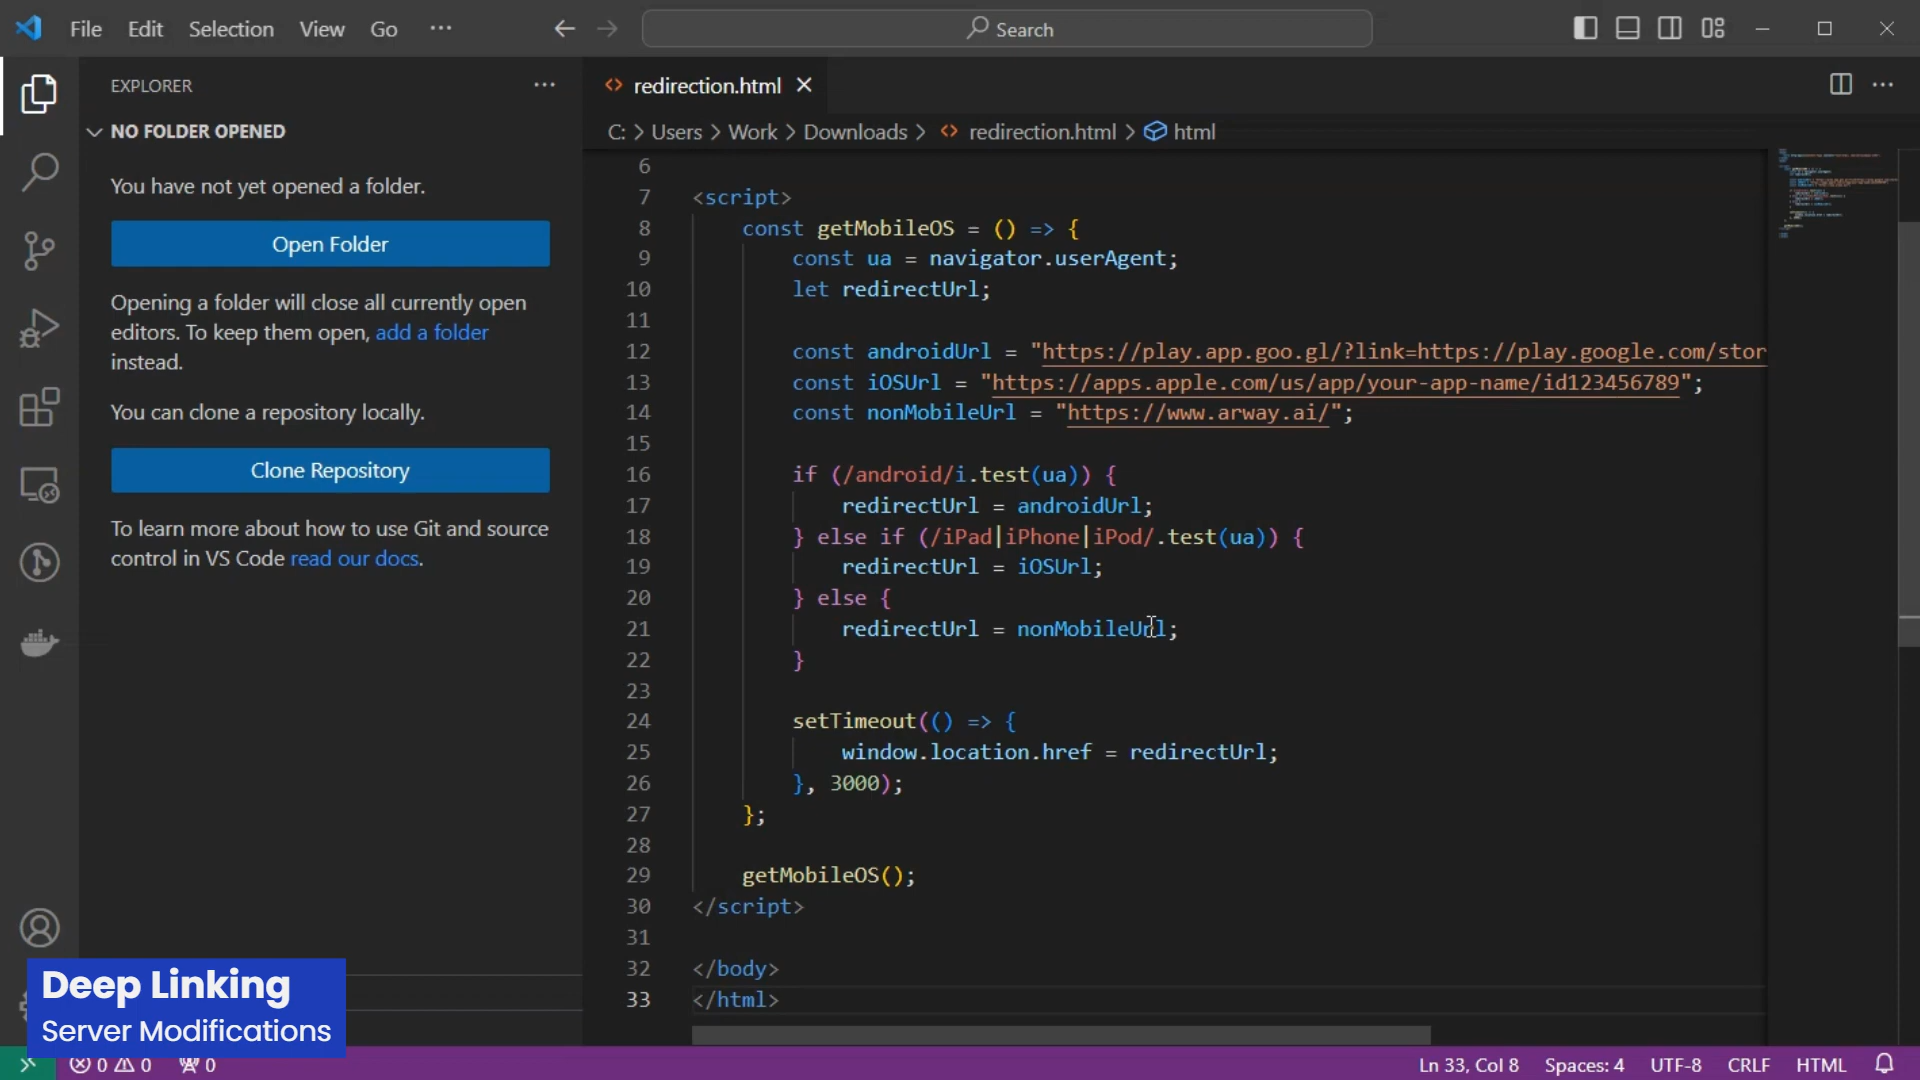 File Edit Selection View Go ...
Search
EXPLORER
NO FOLDER OPENED
You have not yet opened a folder.
Open Folder
Opening a folder will close all currently open
editors. To keep them open, add a folder
instead.
You can clone a repository locally.
Clone Repository
To learn more about how to use Git and source
control in VS Code read our docs.
redirection.html
C: > Users > Work > Downloads > redirection.html > html
6
7 <script>
8 const getMobileOS = () => {
9 const ua = navigator.userAgent;
10 let redirectUrl;
11
12 const androidUrl = "https://play.app.goo.gl/?link=https://play.google.com/stor
13 const iOSUrl = "https://apps.apple.com/us/app/your-app-name/id123456789";
14 const nonMobileUrl = "https://www.arway.ai/";
15
16 if (/android/i.test(ua)) {
17 redirectUrl = androidUrl;
18 } else if (/iPad|iPhone|iPod/.test(ua)) {
19 redirectUrl = iOSUrl;
20 } else {
21 redirectUrl = nonMobileUrl;
22 }
23
24 setTimeout(() => {
25 window.location.href = redirectUrl;
26 }, 3000);
27 };
28
29 getMobileOS();
30 </script>
31
32 </body>
33 </html>
Deep Linking
Server Modifications
0 0 0
Ln 33, Col 8 Spaces: 4 UTF-8 CRLF HTML